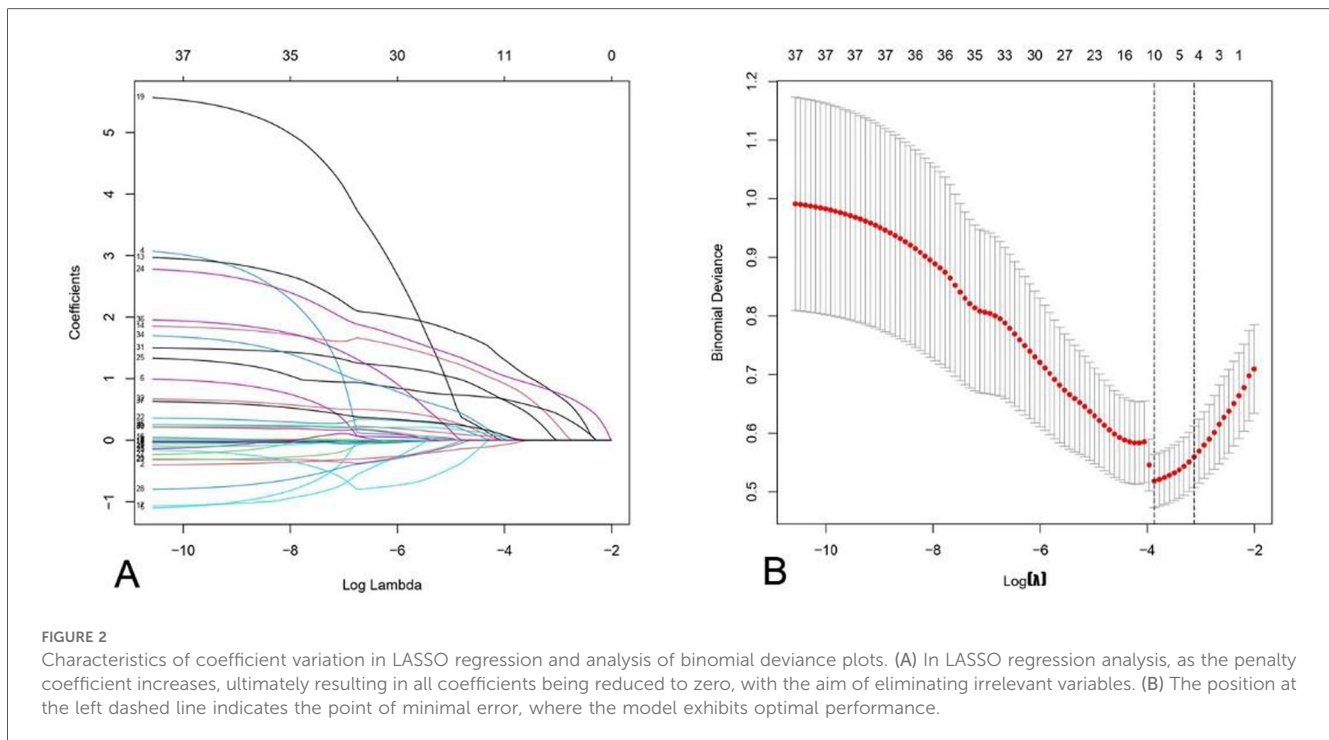 37 35 30 11 0
5
4
3
2
1
0
−1
Coefficients
19
4
13
24
34
31
25
6
22
2
28
−10 −8 −6 −4 −2
Log Lambda
A
37 37 37 37 36 36 35 33 30 27 23 16 10 5 4 3 1
1.2
1.1
1.0
0.9
0.8
0.7
0.6
0.5
Binomial Deviance
−10 −8 −6 −4 −2
Log(λ)
B
FIGURE 2
Characteristics of coefficient variation in LASSO regression and analysis of binomial deviance plots. (A) In LASSO regression analysis, as the penalty
coefficient increases, ultimately resulting in all coefficients being reduced to zero, with the aim of eliminating irrelevant variables. (B) The position at
the left dashed line indicates the point of minimal error, where the model exhibits optimal performance.